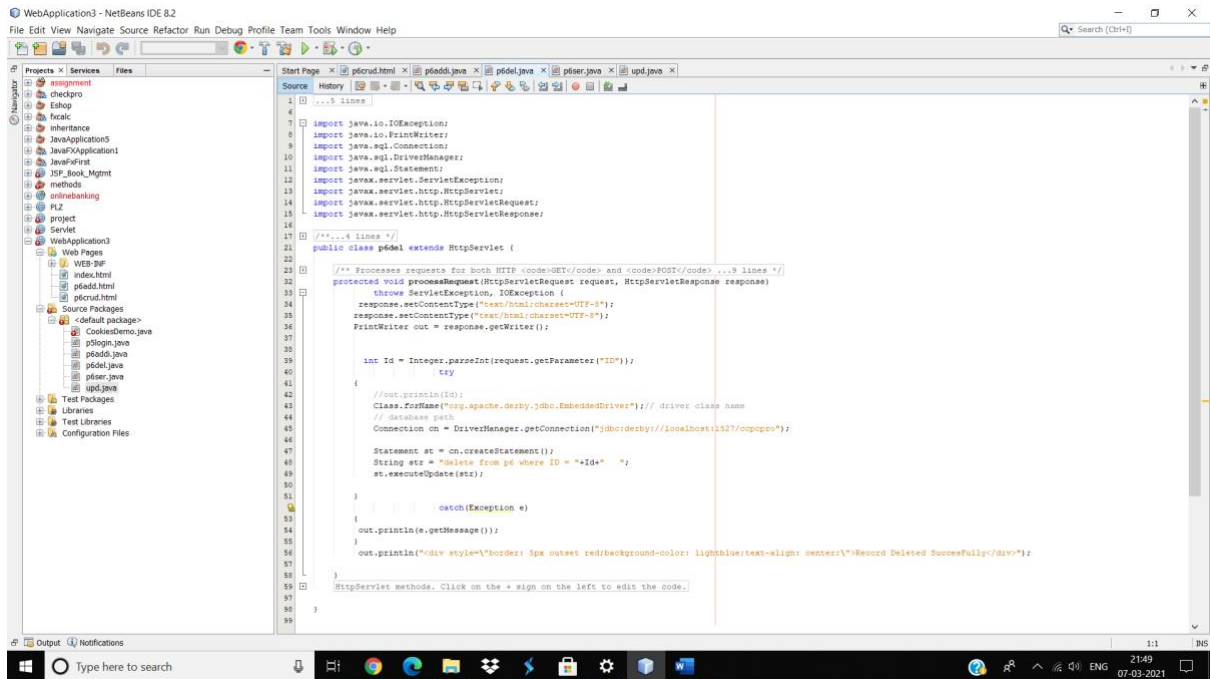 WebApplication3 - NetBeans IDE 8.2
File Edit View Navigate Source Refactor Run Debug Profile Team Tools Window Help
Search (Ctrl+I)
Projects × Services Files
Navigator
assignment
checkpro
Eshop
fxcalc
inheritance
JavaApplication5
JavaFXApplication1
JavaFxFirst
JSP_Book_Mgtmt
methods
onlinebanking
PLZ
project
Servlet
WebApplication3
Web Pages
WEB-INF
index.html
p6add.html
p6crud.html
Source Packages
<default package>
CookiesDemo.java
p5login.java
p6addi.java
p6del.java
p6ser.java
upd.java
Test Packages
Libraries
Test Libraries
Configuration Files
Start Page × p6crud.html × p6addi.java × p6del.java × p6ser.java × upd.java ×
Source History
1 ...5 lines
6
7 import java.io.IOException;
8 import java.io.PrintWriter;
9 import java.sql.Connection;
10 import java.sql.DriverManager;
11 import java.sql.Statement;
12 import javax.servlet.ServletException;
13 import javax.servlet.http.HttpServlet;
14 import javax.servlet.http.HttpServletRequest;
15 import javax.servlet.http.HttpServletResponse;
16
17 /**...4 lines */
21 public class p6del extends HttpServlet {
22
23 /** Processes requests for both HTTP <code>GET</code> and <code>POST</code> ...9 lines */
32 protected void processRequest(HttpServletRequest request, HttpServletResponse response)
33 throws ServletException, IOException {
34 response.setContentType("text/html;charset=UTF-8");
35 response.setContentType("text/html;charset=UTF-8");
36 PrintWriter out = response.getWriter();
37
38
39 int Id = Integer.parseInt(request.getParameter("ID"));
40 try
41 {
42 //out.println(Id);
43 Class.forName("org.apache.derby.jdbc.EmbeddedDriver");// driver class name
44 // database path
45 Connection cn = DriverManager.getConnection("jdbc:derby://localhost:1527/ccpcpro");
46
47 Statement st = cn.createStatement();
48 String str = "delete from p6 where ID = "+Id+" ";
49 st.executeUpdate(str);
50
51 }
catch(Exception e)
53 {
54 out.println(e.getMessage());
55 }
56 out.println("<div style=\"border: 5px outset red;background-color: lightblue;text-align: center;\">Record Deleted SuccesFully</div>");
57
58 }
59 HttpServlet methods. Click on the + sign on the left to edit the code.
97
98 }
99
Output Notifications
1:1 INS
Type here to search
ENG
21:49
07-03-2021